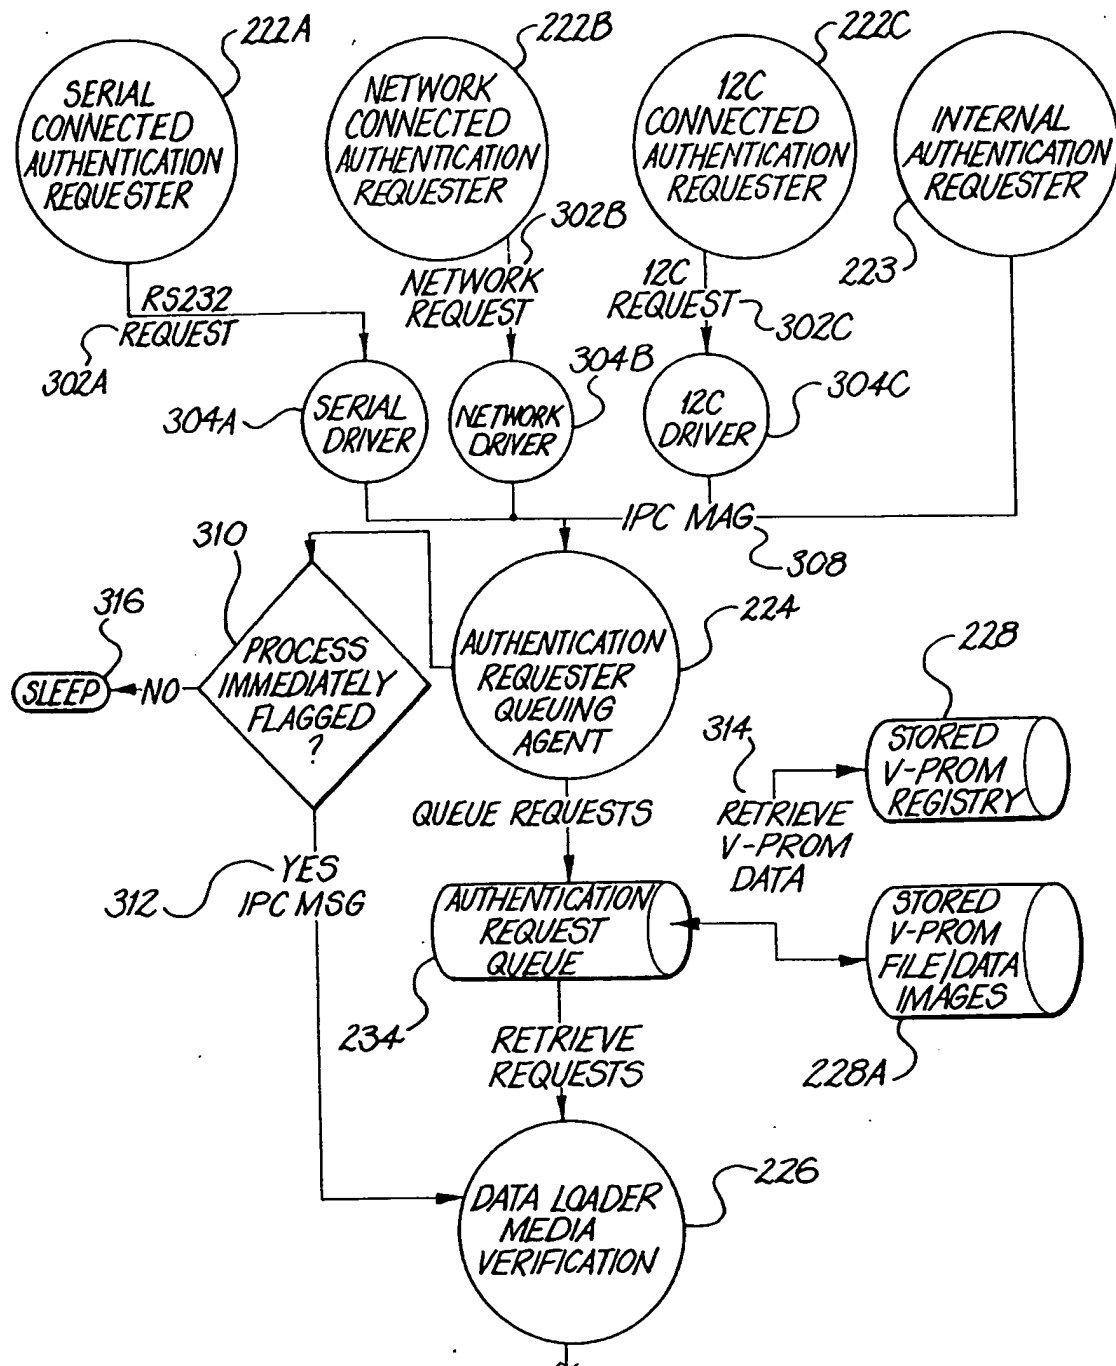 222A
222B
222C
SERIAL
CONNECTED
AUTHENTICATION
REQUESTER
NETWORK
CONNECTED
AUTHENTICATION
REQUESTER
12C
CONNECTED
AUTHENTICATION
REQUESTER
INTERNAL
AUTHENTICATION
REQUESTER
223
RS232
REQUEST
302A
302B
NETWORK
REQUEST
12C
REQUEST
302C
304A
SERIAL
DRIVER
304B
NETWORK
DRIVER
304C
12C
DRIVER
IPC MAG
308
310
316
SLEEP
NO
PROCESS
IMMEDIATELY
FLAGGED
?
224
AUTHENTICATION
REQUESTER
QUEUING
AGENT
228
STORED
V-PROM
REGISTRY
314
RETRIEVE
V-PROM
DATA
QUEUE REQUESTS
312
YES
IPC MSG
AUTHENTICATION
REQUEST
QUEUE
234
STORED
V-PROM
FILE/DATA
IMAGES
228A
RETRIEVE
REQUESTS
226
DATA LOADER
MEDIA
VERIFICATION